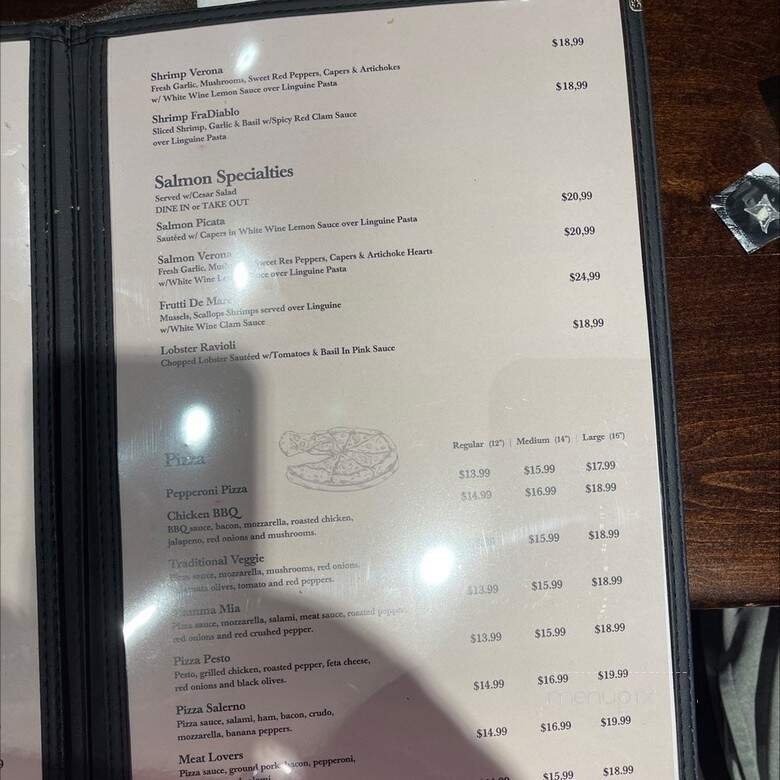 Shrimp Verona $18,99
Fresh Garlic, Mushrooms, Sweet Red Peppers, Capers & Artichokes
w/ White Wine Lemon Sauce over Linguine Pasta
Shrimp FraDiablo $18,99
Sliced Shrimp, Garlic & Basil w/Spicy Red Clam Sauce
over Linguine Pasta
Salmon Specialties
Served w/Cesar Salad
DINE IN or TAKE OUT
Salmon Picata $20,99
Sautéed w/ Capers in White Wine Lemon Sauce over Linguine Pasta
Salmon Verona $20,99
Fresh Garlic, Sweet Res Peppers, Capers & Artichoke Hearts
w/White Wine over Linguine Pasta
Frutti De Mare $24,99
Mussels, Scallops Shrimps served over Linguine
w/White Wine Clam Sauce
Lobster Ravioli $18,99
Chopped Lobster Sautéed w/Tomatoes & Basil In Pink Sauce
Pizza
Regular (12") | Medium (14") | Large (16")
$13.99 $15.99 $17.99
Pepperoni Pizza $14.99 $16.99 $18.99
Chicken BBQ
BBQ sauce, bacon, mozzarella, roasted chicken,
jalapeno, red onions and mushrooms.
$15.99 $18.99
Traditional Veggie
Pizza sauce, mozzarella, mushrooms, red onions,
olives, tomato and red peppers.
$13.99 $15.99 $18.99
Mia
Pizza sauce, mozzarella, salami, meat sauce, roasted pepper,
red onions and red crushed pepper.
$13.99 $15.99 $18.99
Pizza Pesto
Pesto, grilled chicken, roasted pepper, feta cheese,
red onions and black olives.
$14.99 $16.99 $19.99
Pizza Salerno
Pizza sauce, salami, ham, bacon, crudo,
mozzarella, banana peppers.
$14.99 $16.99 $19.99
Meat Lovers
Pizza sauce, ground pork, bacon, pepperoni,
$15.99 $18.99